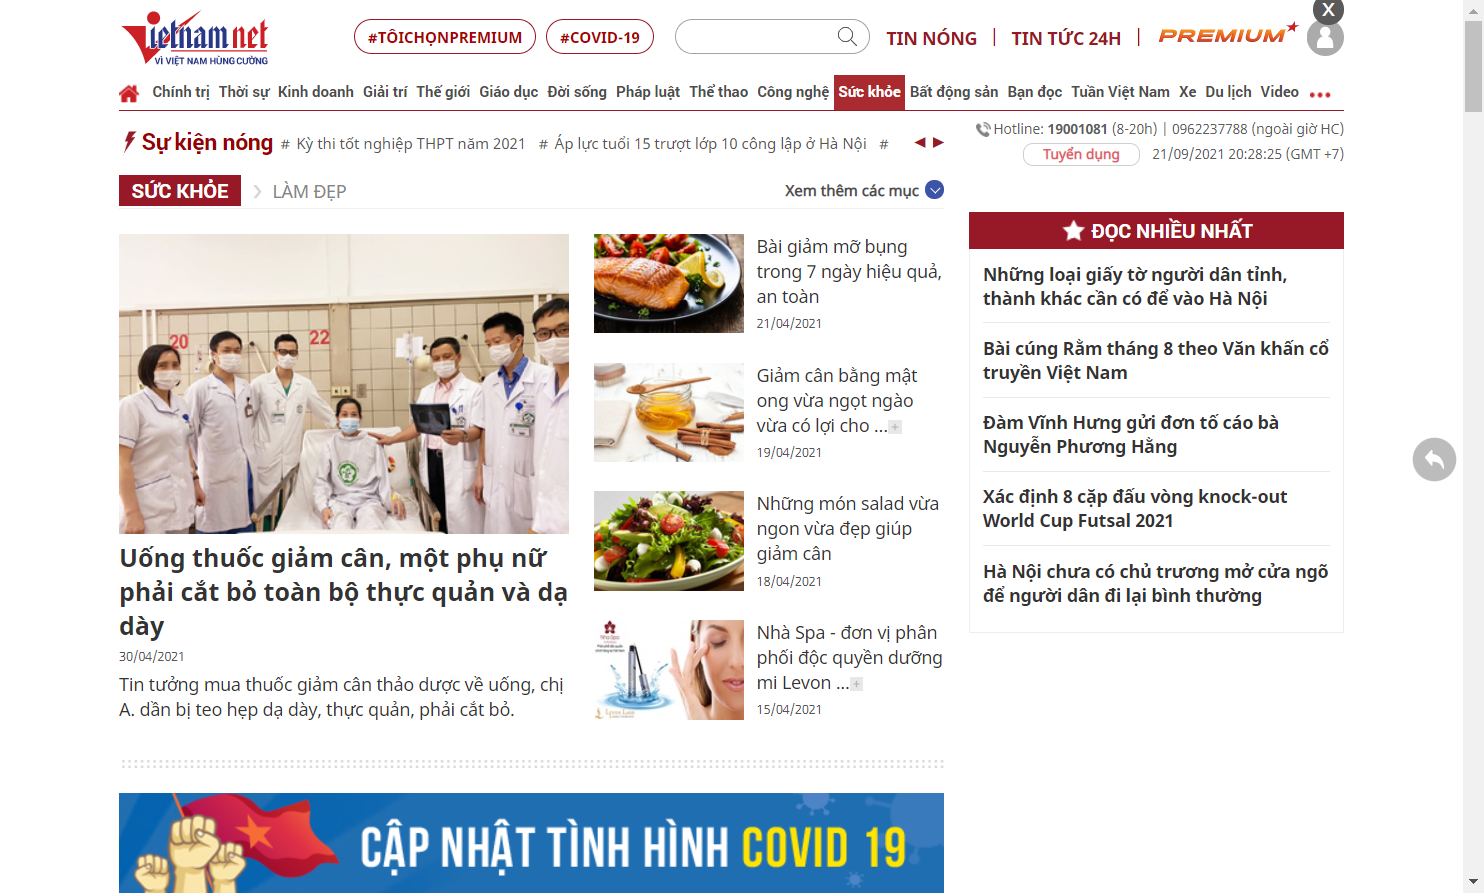 Vietnamnet
VÌ VIỆT NAM HÙNG CƯỜNG
#TÔICHỌNPREMIUM
#COVID-19
TIN NÓNG | TIN TỨC 24H | PREMIUM
X
Chính trị Thời sự Kinh doanh Giải trí Thế giới Giáo dục Đời sống Pháp luật Thể thao Công nghệ Sức khỏe Bất động sản Bạn đọc Tuần Việt Nam Xe Du lịch Video
Sự kiện nóng # Kỳ thi tốt nghiệp THPT năm 2021 # Áp lực tuổi 15 trượt lớp 10 công lập ở Hà Nội #
Hotline: 19001081 (8-20h) | 0962237788 (ngoài giờ HC)
Tuyển dụng 21/09/2021 20:28:25 (GMT +7)
SỨC KHỎE LÀM ĐẸP
Xem thêm các mục
20
22
Uống thuốc giảm cân, một phụ nữ
phải cắt bỏ toàn bộ thực quản và dạ
dày
30/04/2021
Tin tưởng mua thuốc giảm cân thảo dược về uống, chị
A. dần bị teo hẹp dạ dày, thực quản, phải cắt bỏ.
Bài giảm mỡ bụng
trong 7 ngày hiệu quả,
an toàn
21/04/2021
Giảm cân bằng mật
ong vừa ngọt ngào
vừa có lợi cho ...
19/04/2021
Những món salad vừa
ngon vừa đẹp giúp
giảm cân
18/04/2021
Nhà Spa - đơn vị phân
phối độc quyền dưỡng
mi Levon ...
15/04/2021
ĐỌC NHIỀU NHẤT
Những loại giấy tờ người dân tỉnh,
thành khác cần có để vào Hà Nội
Bài cúng Rằm tháng 8 theo Văn khấn cổ
truyền Việt Nam
Đàm Vĩnh Hưng gửi đơn tố cáo bà
Nguyễn Phương Hằng
Xác định 8 cặp đấu vòng knock-out
World Cup Futsal 2021
Hà Nội chưa có chủ trương mở cửa ngõ
để người dân đi lại bình thường
CẬP NHẬT TÌNH HÌNH COVID 19